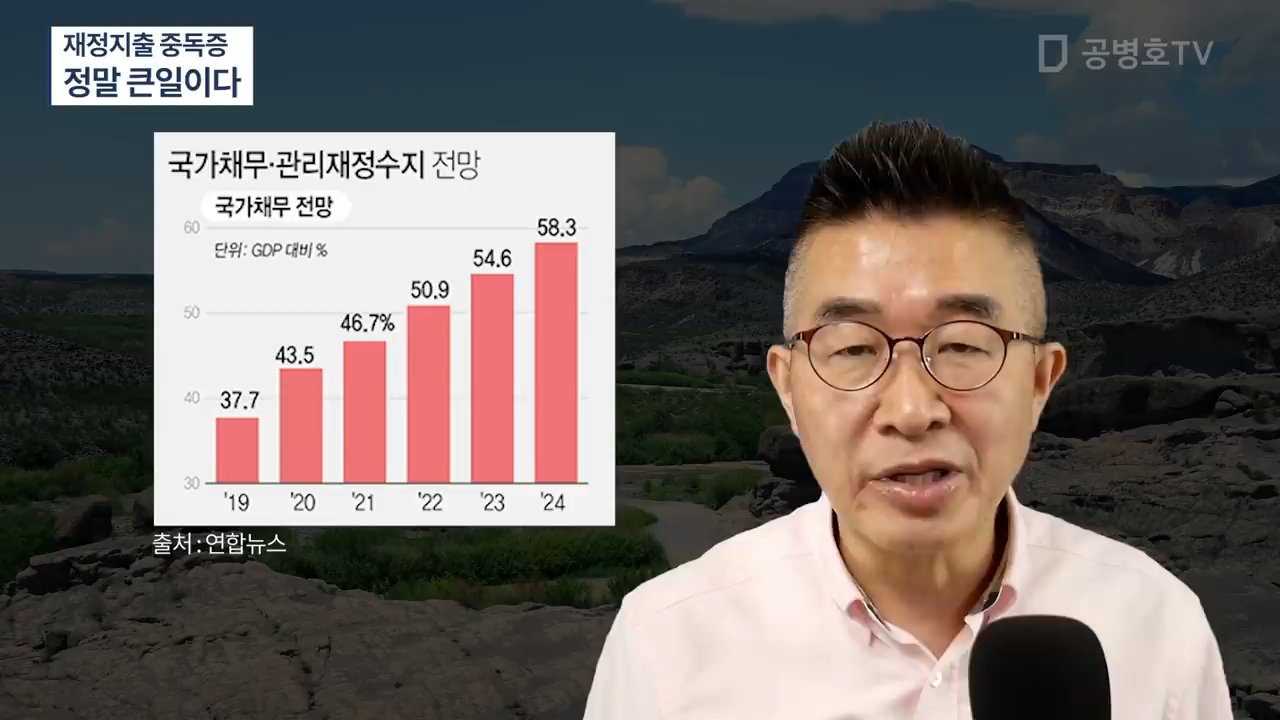 재정지출 중독증
정말 큰일이다
공병호TV
국가채무·관리재정수지 전망
국가채무 전망
단위: GDP 대비 %
60
50
40
30
37.7
43.5
46.7%
50.9
54.6
58.3
'19 '20 '21 '22 '23 '24
출처 : 연합뉴스